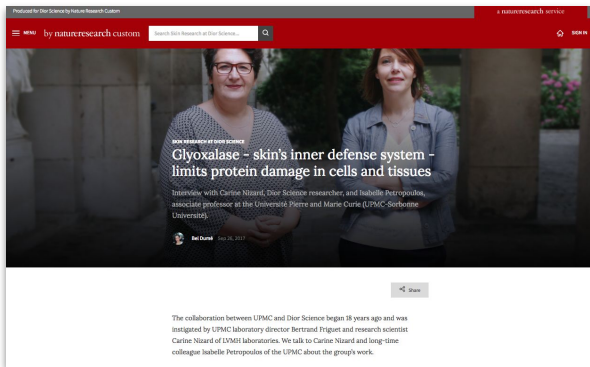 Produced for Dior Science by Nature Research Custom
a natureresearch service
MENU
by natureresearch custom
Search Skin Research at Dior Science...
SIGN IN
SKIN RESEARCH AT DIOR SCIENCE
Glyoxalase - skin's inner defense system -
limits protein damage in cells and tissues
Interview with Carine Nizard, Dior Science researcher, and Isabelle Petropoulos,
associate professor at the Université Pierre and Marie Curie (UPMC-Sorbonne
Université).
Bel Dumé Sep 26, 2017
Share
The collaboration between UPMC and Dior Science began 18 years ago and was
instigated by UPMC laboratory director Bertrand Friguet and research scientist
Carine Nizard of LVMH laboratories. We talk to Carine Nizard and long-time
colleague Isabelle Petropoulos of the UPMC about the group's work.